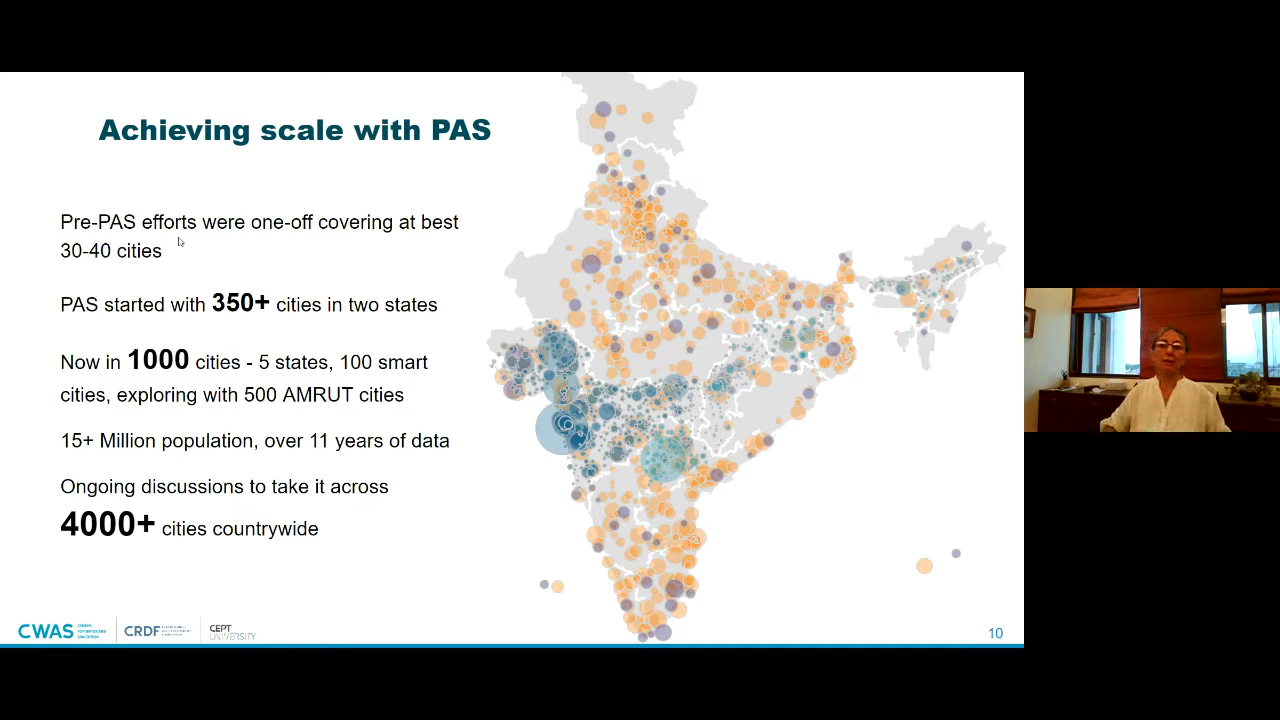 Achieving scale with PAS
Pre-PAS efforts were one-off covering at best
30-40 cities
PAS started with 350+ cities in two states
Now in 1000 cities - 5 states, 100 smart
cities, exploring with 500 AMRUT cities
15+ Million population, over 11 years of data
Ongoing discussions to take it across
4000+ cities countrywide
CWAS
CRDF
CEPT
UNIVERSITY
10